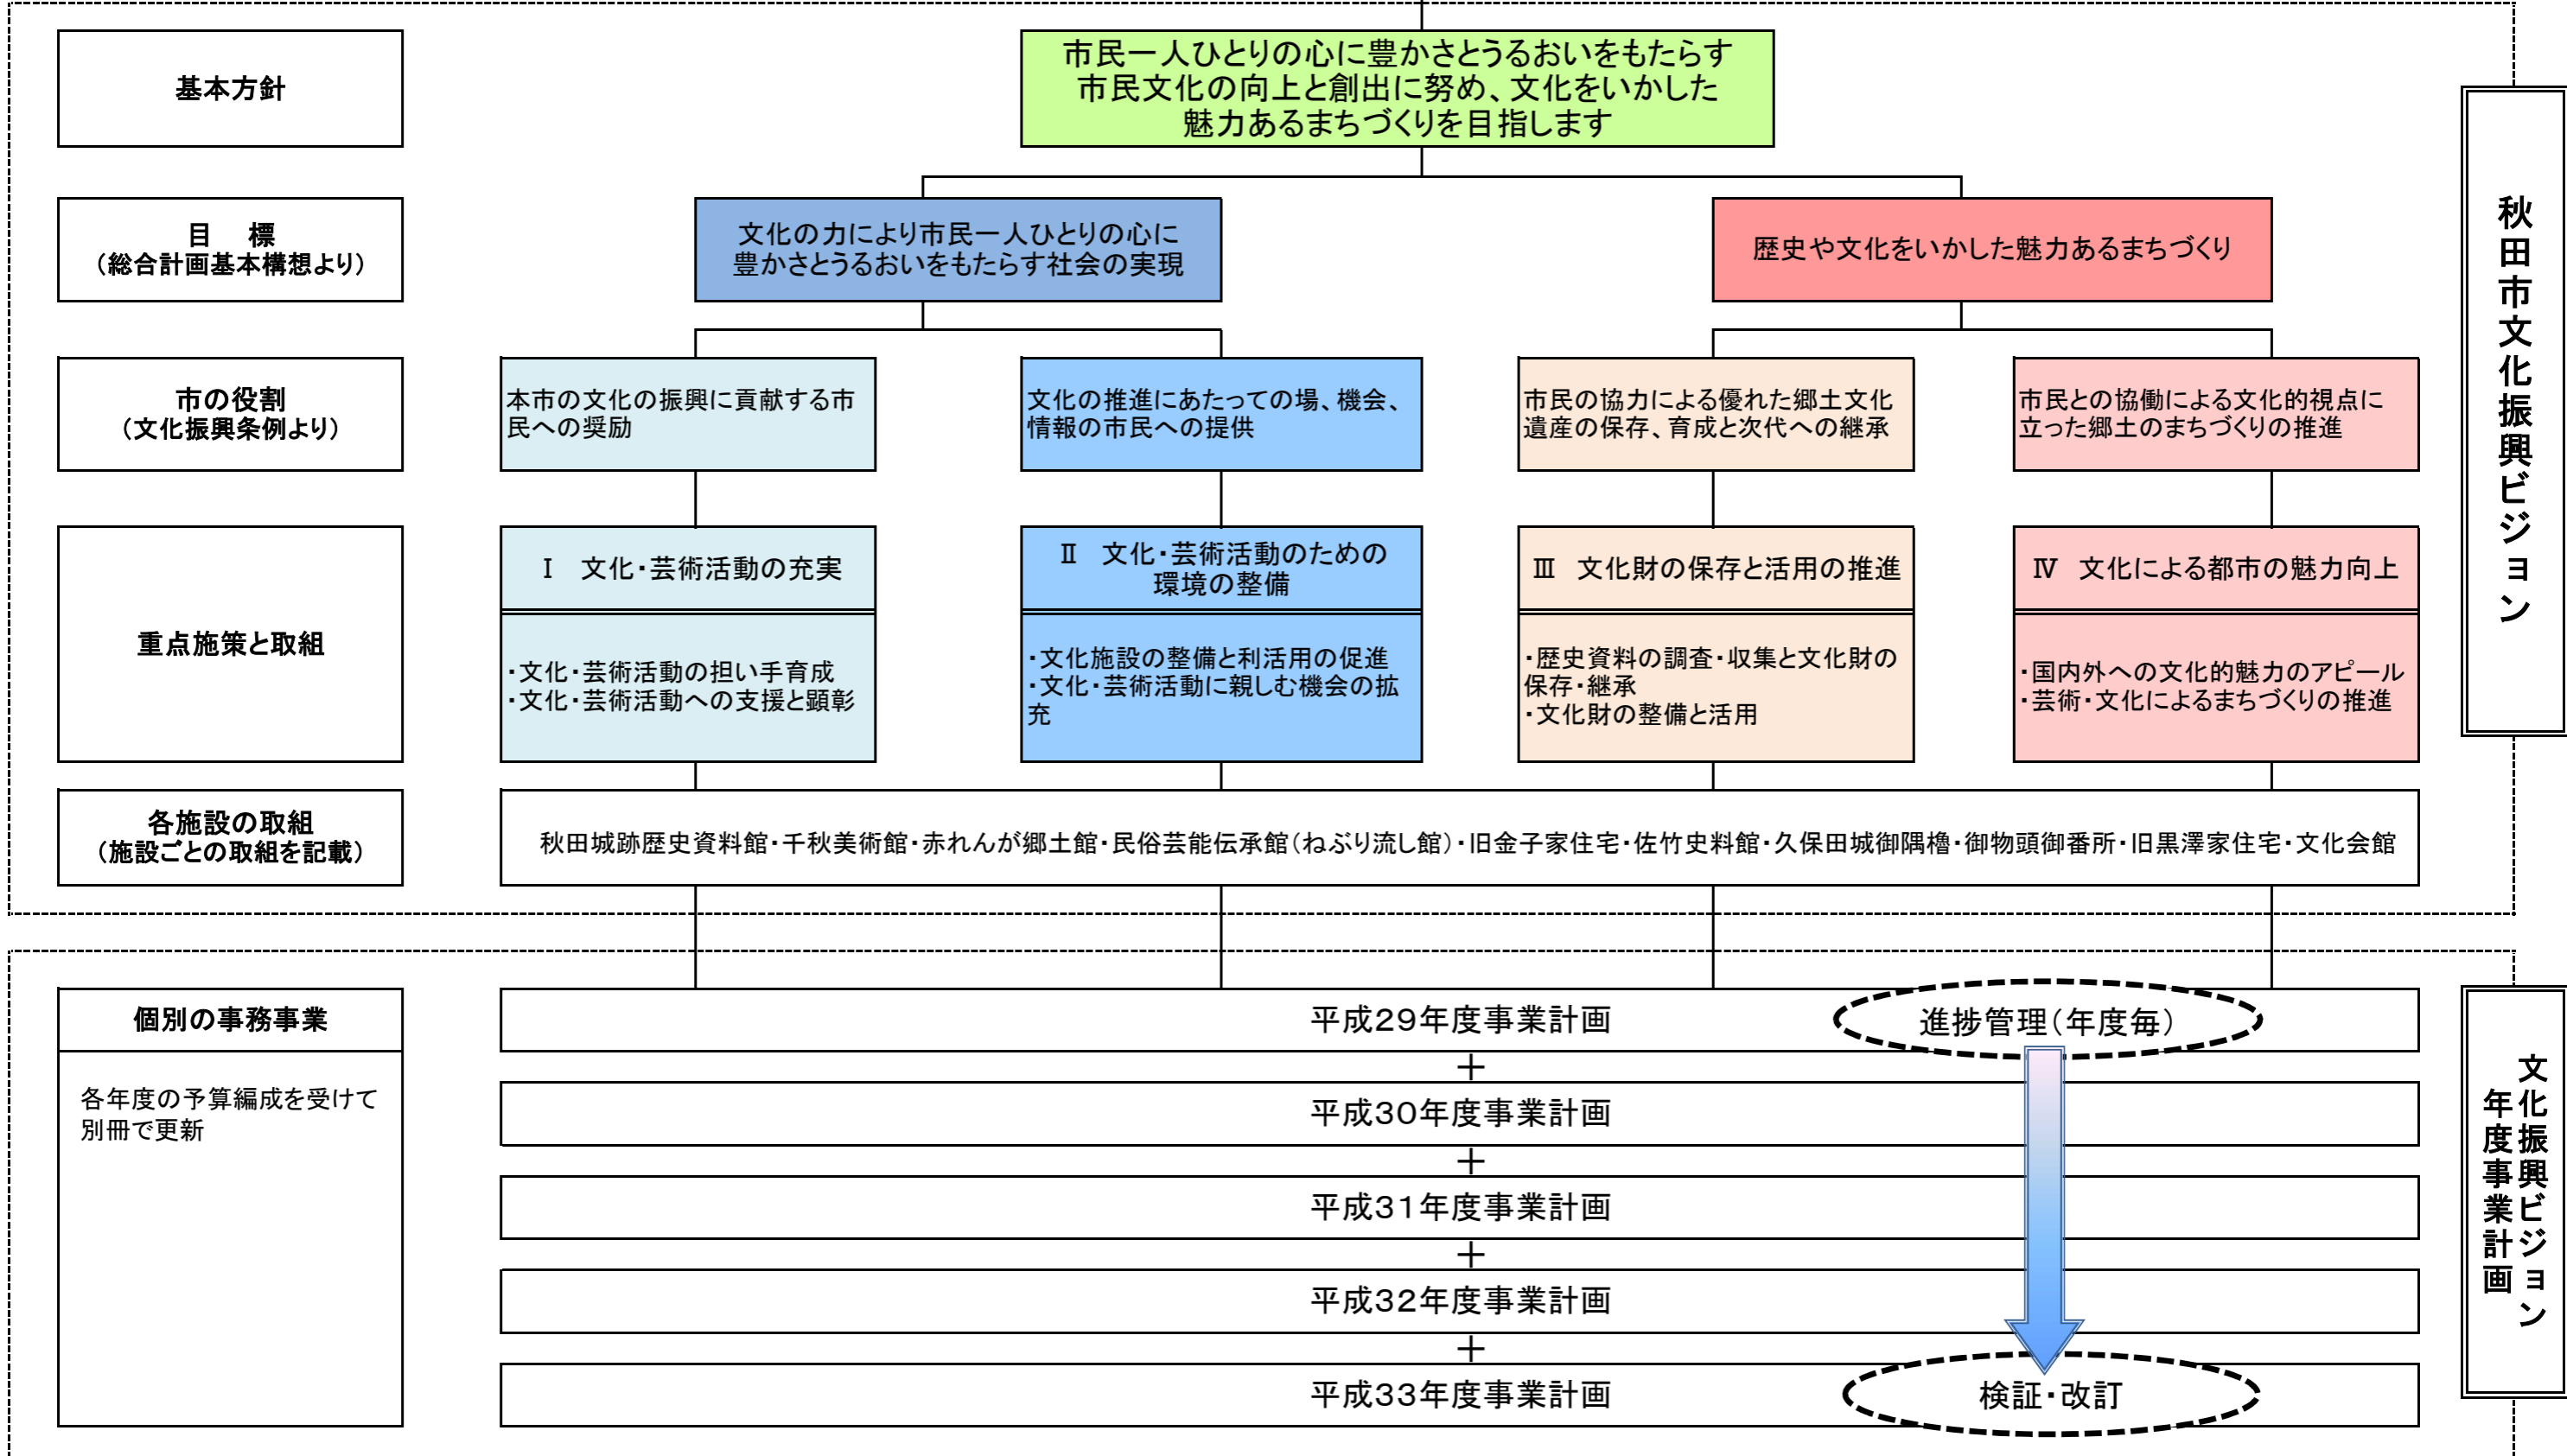 基本方針
市民一人ひとりの心に豊かさとうるおいをもたらす
市民文化の向上と創出に努め、文化をいかした
魅力あるまちづくりを目指します
目　標
（総合計画基本構想より）
文化の力により市民一人ひとりの心に
豊かさとうるおいをもたらす社会の実現
歴史や文化をいかした魅力あるまちづくり
市の役割
（文化振興条例より）
本市の文化の振興に貢献する市
民への奨励
文化の推進にあたっての場、機会、
情報の市民への提供
市民の協力による優れた郷土文化
遺産の保存、育成と次代への継承
市民との協働による文化的視点に
立った郷土のまちづくりの推進
重点施策と取組
Ⅰ　文化・芸術活動の充実
・文化・芸術活動の担い手育成
・文化・芸術活動への支援と顕彰
Ⅱ　文化・芸術活動のための
環境の整備
・文化施設の整備と利活用の促進
・文化・芸術活動に親しむ機会の拡
充
Ⅲ　文化財の保存と活用の推進
・歴史資料の調査・収集と文化財の
保存・継承
・文化財の整備と活用
Ⅳ　文化による都市の魅力向上
・国内外への文化的魅力のアピール
・芸術・文化によるまちづくりの推進
各施設の取組
（施設ごとの取組を記載）
秋田城跡歴史資料館・千秋美術館・赤れんが郷土館・民俗芸能伝承館（ねぶり流し館）・旧金子家住宅・佐竹史料館・久保田城御隅櫓・御物頭御番所・旧黒澤家住宅・文化会館
秋田市文化振興ビジョン
個別の事務事業
各年度の予算編成を受けて
別冊で更新
平成29年度事業計画
進捗管理（年度毎）
＋
平成30年度事業計画
＋
平成31年度事業計画
＋
平成32年度事業計画
＋
平成33年度事業計画
検証・改訂
文化振興ビジョン
年度事業計画